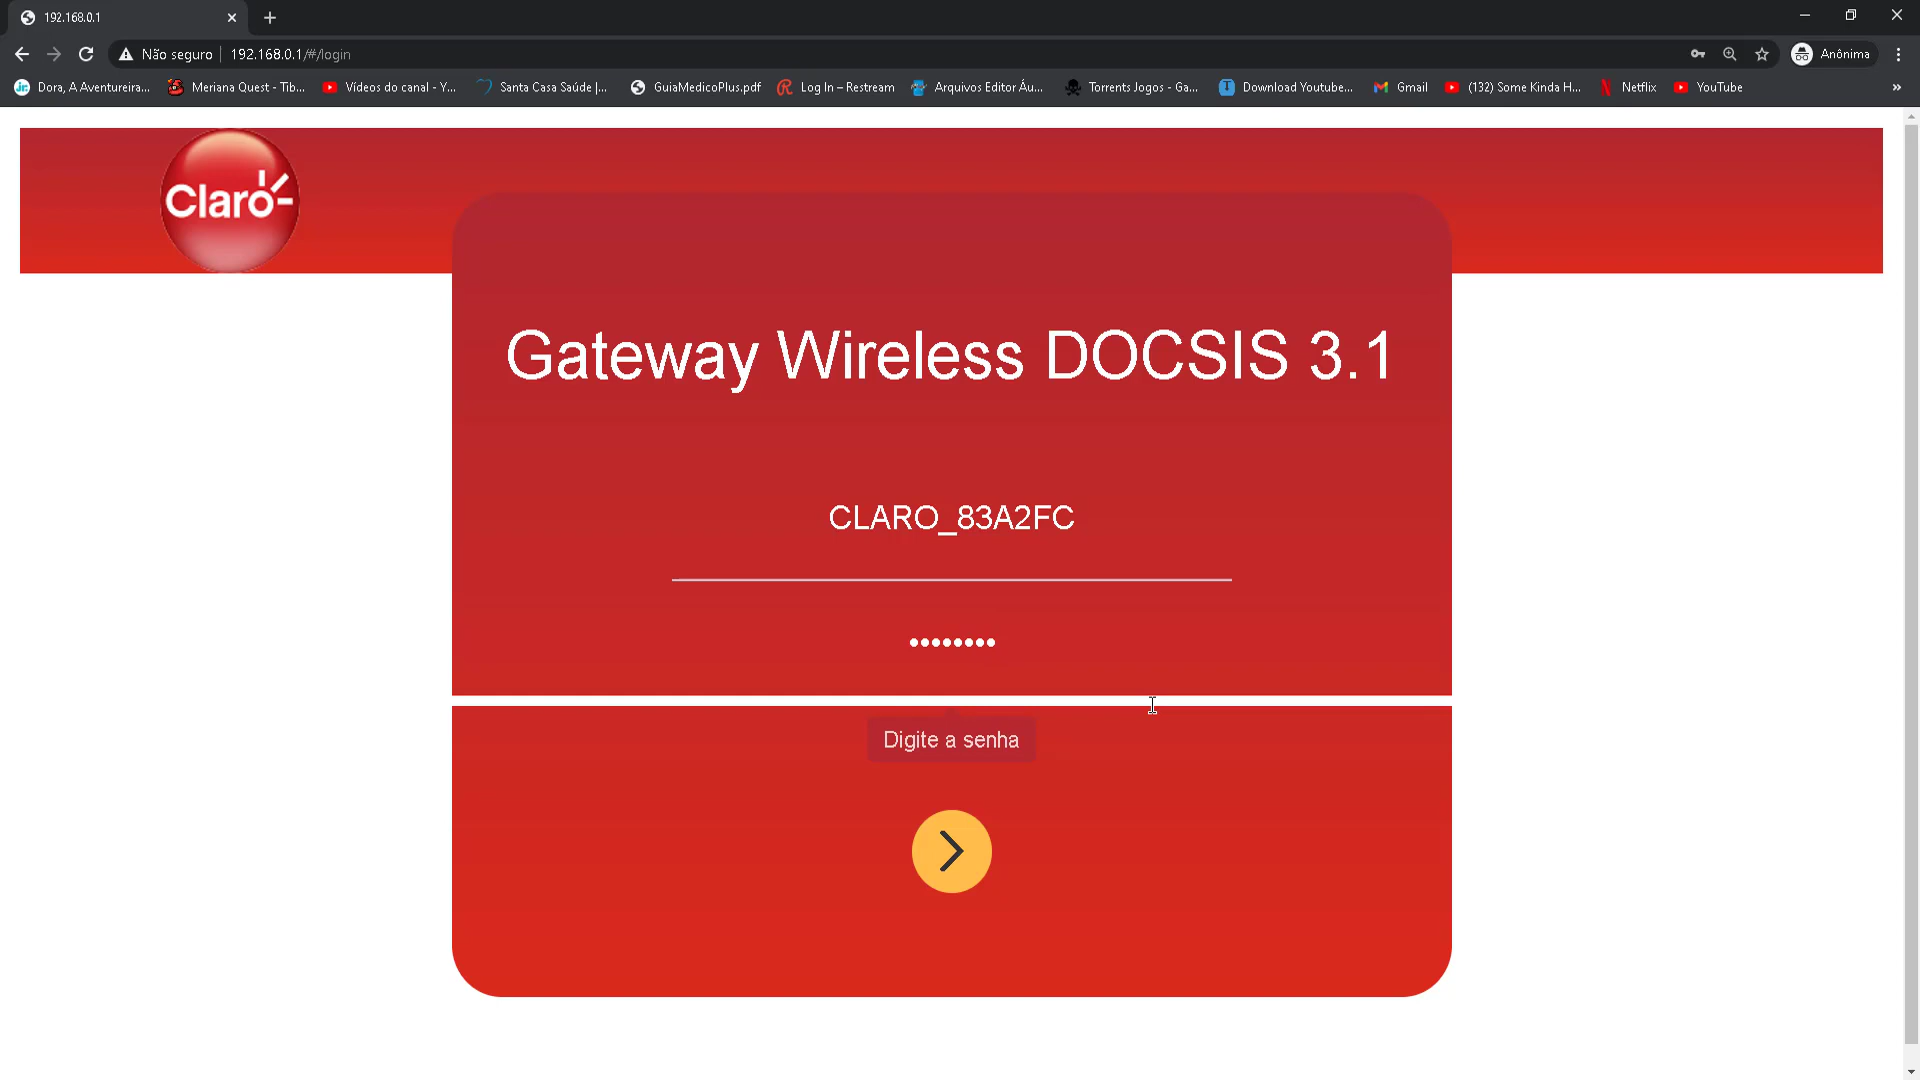 192.168.0.1
Não seguro
192.168.0.1/#/login
Anônima
Dora, A Aventureira...
Meriana Quest - Tib...
Vídeos do canal - Y...
Santa Casa Saúde |...
GuiaMedicoPlus.pdf
Log In – Restream
Arquivos Editor Áu...
Torrents Jogos - Ga...
Download Youtube...
Gmail
(132) Some Kinda H...
Netflix
YouTube
»
Claro
Gateway Wireless DOCSIS 3.1
CLARO_83A2FC
••••••••
Digite a senha